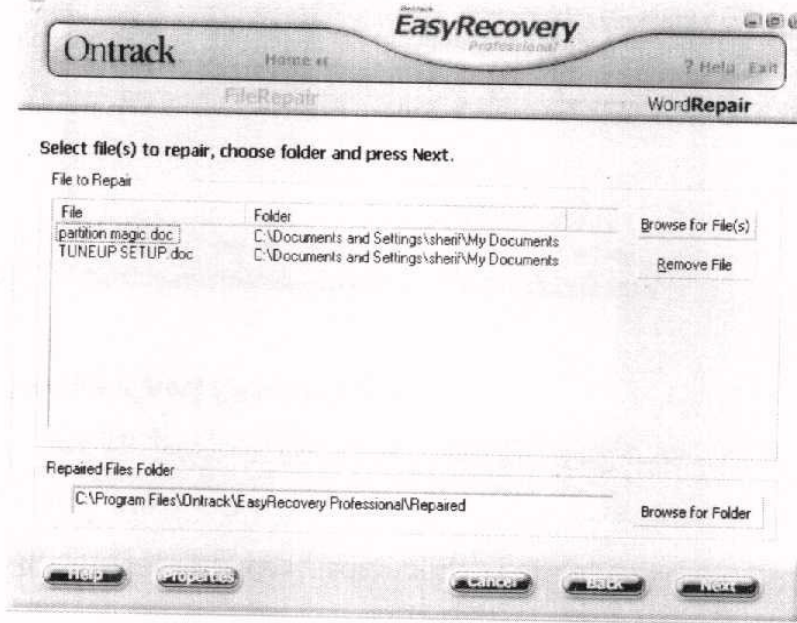 Ontrack
EasyRecovery
Professional
Ontrack
Home «
? Help Exit
FileRepair
WordRepair
Select file(s) to repair, choose folder and press Next.
File to Repair
File Folder
partition magic doc C:\Documents and Settings\sherif\My Documents
TUNEUP SETUP.doc C:\Documents and Settings\sherif\My Documents
Browse for File(s)
Remove File
Repaired Files Folder
C:\Program Files\Ontrack\EasyRecovery Professional\Repaired
Browse for Folder
Help Properties Cancel Back Next